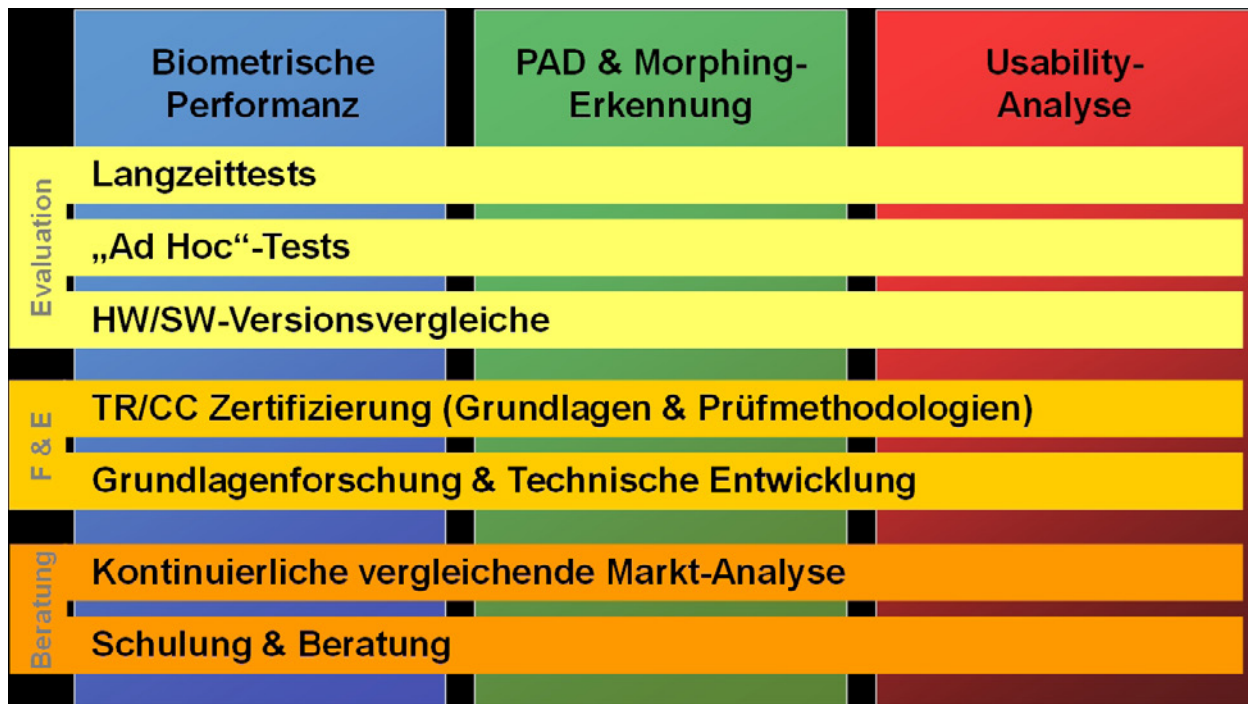 Biometrische
Performanz
PAD & Morphing-
Erkennung
Usability-
Analyse
Evaluation
Langzeittests
„Ad Hoc“-Tests
HW/SW-Versionsvergleiche
F & E
TR/CC Zertifizierung (Grundlagen & Prüfmethodologien)
Grundlagenforschung & Technische Entwicklung
Beratung
Kontinuierliche vergleichende Markt-Analyse
Schulung & Beratung